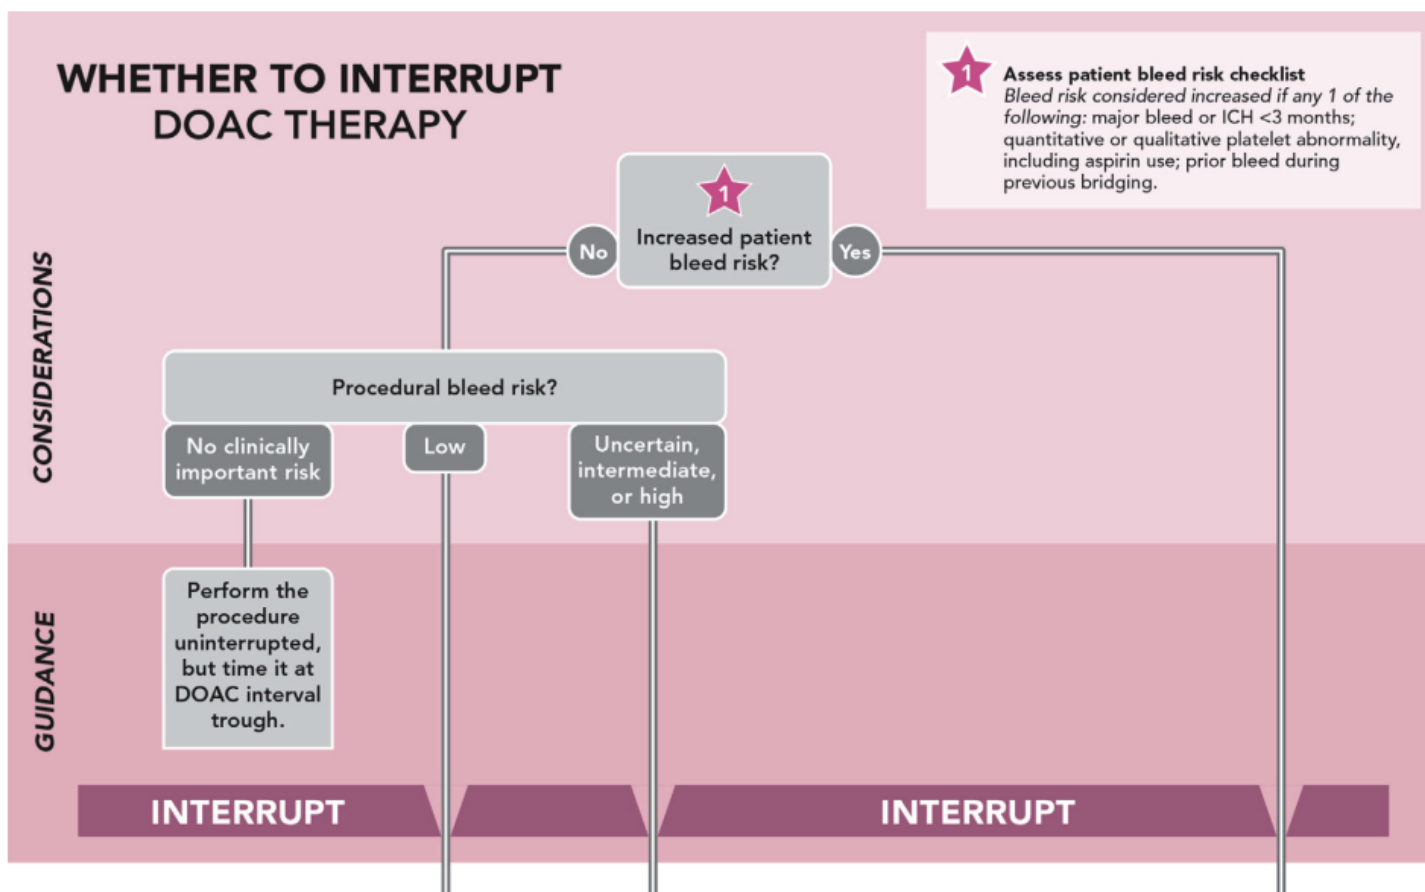 WHETHER TO INTERRUPT
DOAC THERAPY
1
Assess patient bleed risk checklist
Bleed risk considered increased if any 1 of the
following: major bleed or ICH <3 months;
quantitative or qualitative platelet abnormality,
including aspirin use; prior bleed during
previous bridging.
CONSIDERATIONS
1
Increased patient
bleed risk?
No
Yes
Procedural bleed risk?
No clinically
important risk
Low
Uncertain,
intermediate,
or high
GUIDANCE
Perform the
procedure
uninterrupted,
but time it at
DOAC interval
trough.
INTERRUPT
INTERRUPT